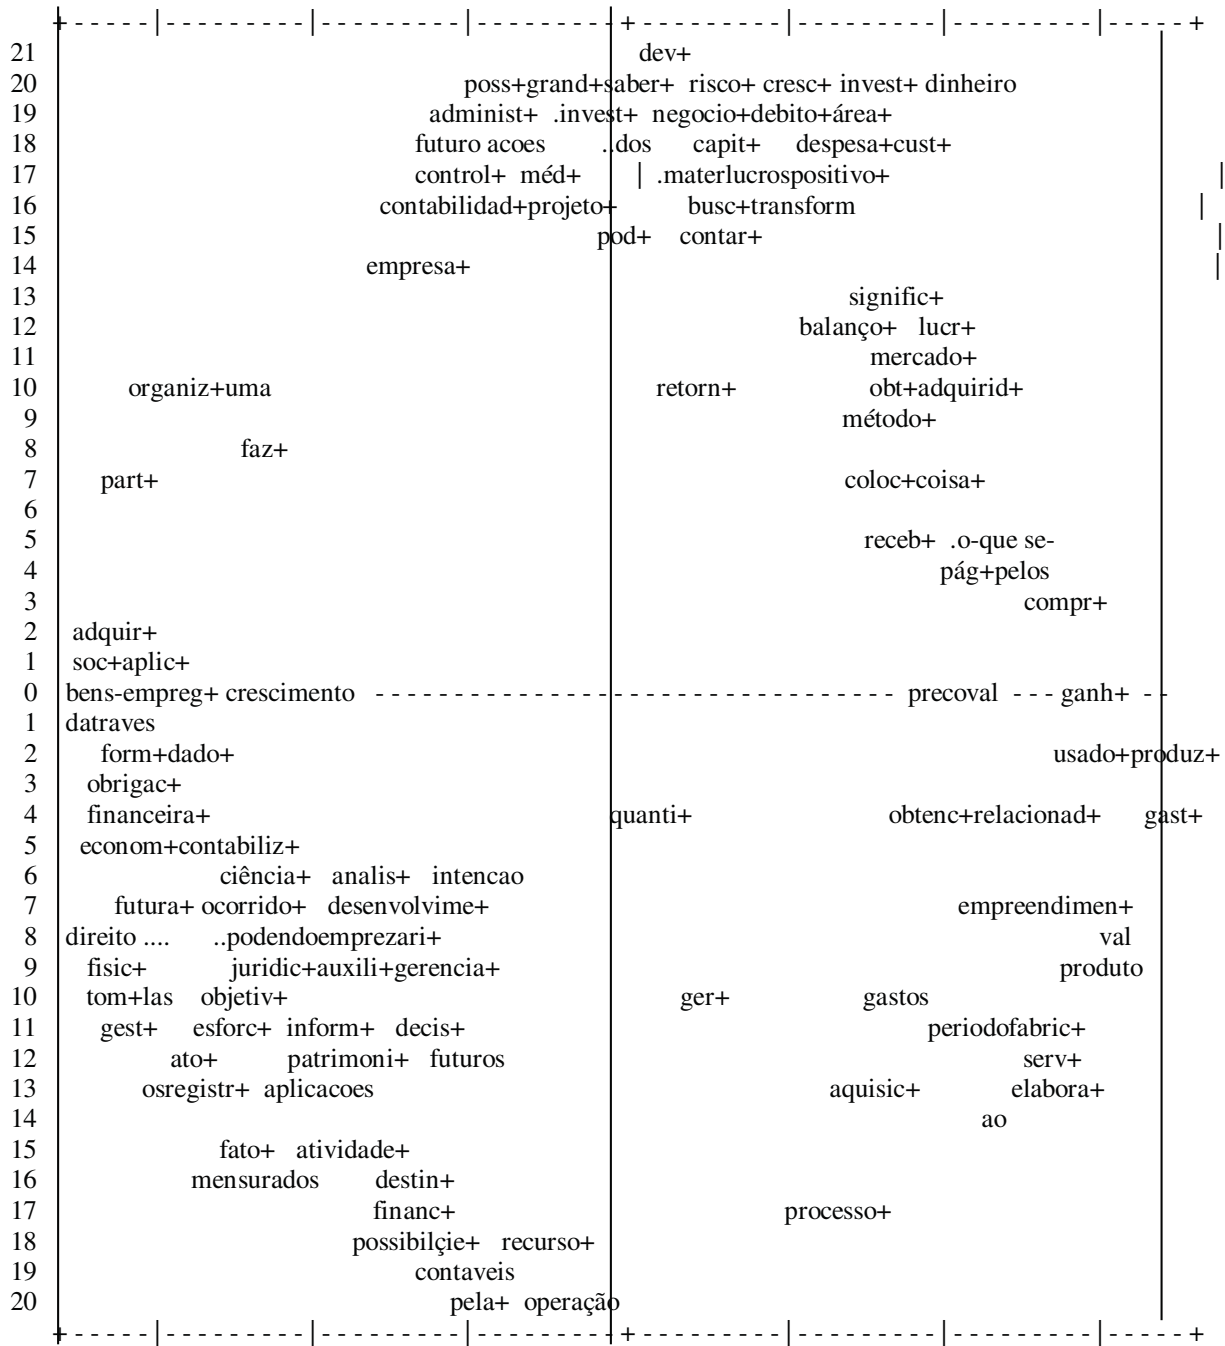 +-----|---------|---------|---------+---------|---------|---------|-----+
21 dev+
20 poss+grand+saber+ risco+ cresc+ invest+ dinheiro
19 administ+ .invest+ negocio+debito+área+
18 futuro acoes ..dos capit+ despesa+cust+
17 control+ méd+ | .materlucrospositivo+ |
16 contabilidad+projeto+ busc+transform |
15 pod+ contar+ |
14 empresa+ |
13 signific+
12 balanço+ lucr+
11 mercado+
10 organiz+uma retorn+ obt+adquirid+
9 método+
8 faz+
7 part+ coloc+coisa+
6
5 receb+ .o-que se-
4 pág+pelos
3 compr+
2 adquir+
1 soc+aplic+
0 bens-empreg+ crescimento --------------------------------- precoval --- ganh+ --
1 datraves
2 form+dado+ usado+produz+
3 obrigac+
4 financeira+ quanti+ obtenc+relacionad+ gast+
5 econom+contabiliz+
6 ciência+ analis+ intencao
7 futura+ ocorrido+ desenvolvime+ empreendimen+
8 direito .... ..podendoemprezari+ val
9 fisic+ juridic+auxili+gerencia+ produto
10 tom+las objetiv+ ger+ gastos
11 gest+ esforc+ inform+ decis+ periodofabric+
12 ato+ patrimoni+ futuros serv+
13 osregistr+ aplicacoes aquisic+ elabora+
14 ao
15 fato+ atividade+
16 mensurados destin+
17 financ+ processo+
18 possibilçie+ recurso+
19 contaveis
20 pela+ operação
+-----|---------|---------|---------+---------|---------|---------|-----+